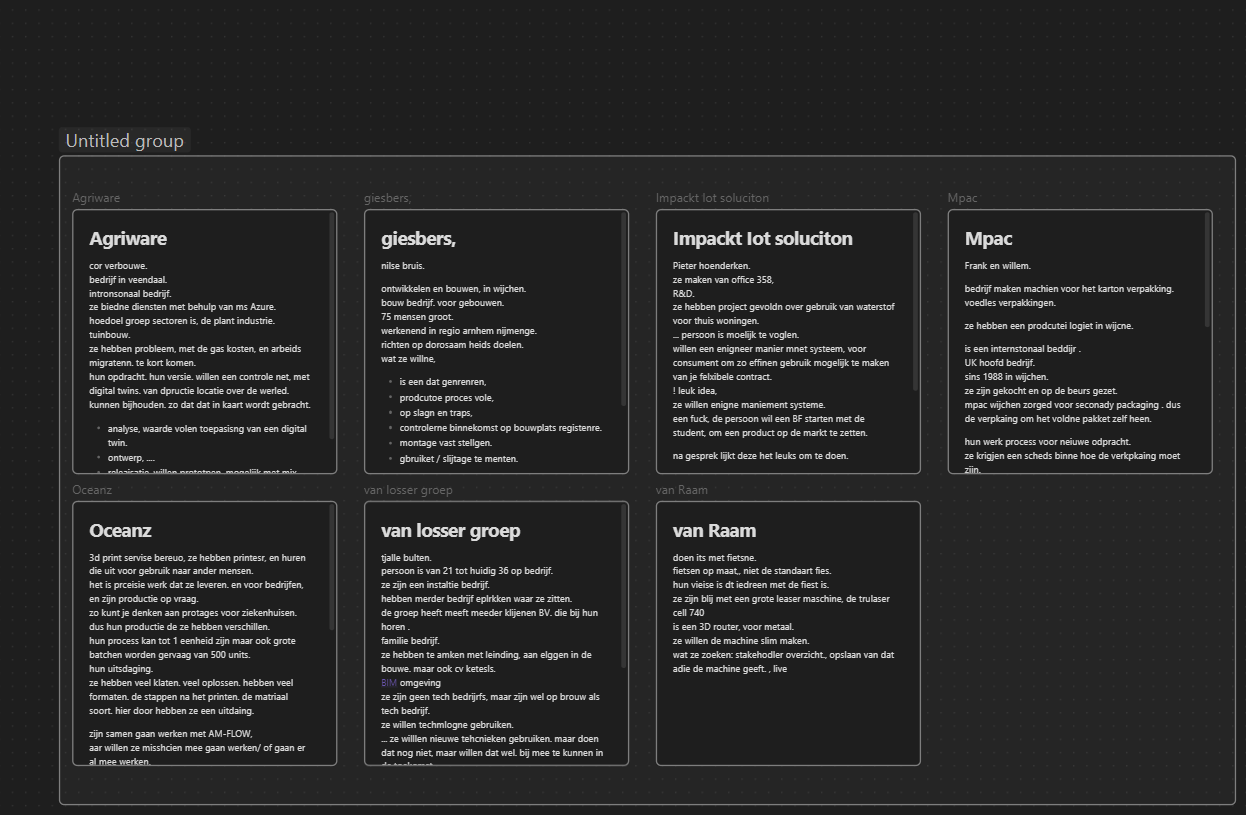 Untitled group
Agriware
Agriware
cor verbouwe.
bedrijf in veendaal.
intronsonaal bedrijf.
ze biedne diensten met behulp van ms Azure.
hoedoel groep sectoren is, de plant industrie.
tuinbouw.
ze hebben probleem, met de gas kosten, en arbeids
migratenn. te kort komen.
hun opdracht. hun versie. willen een controle net, met
digital twins. van dpructie locatie over de werled.
kunnen bijhouden. zo dat dat in kaart wordt gebracht.
analyse, waarde volen toepasisng van een digital
twin.
ontwerp, ....
releaisratie. willen prototpen. mogelijk met mix
giesbers,
giesbers,
nilse bruis.
ontwikkelen en bouwen, in wijchen.
bouw bedrijf. voor gebouwen.
75 mensen groot.
werkenend in regio arnhem nijmenge.
richten op dorosaam heids doelen.
wat ze willne,
is een dat genrenren,
prodcutoe proces vole,
op slagn en traps,
controlerne binnekomst op bouwplats registenre.
montage vast stellgen.
gbruiket / slijtage te menten.
Impackt Iot soluciton
Impackt Iot soluciton
Pieter hoenderken.
ze maken van office 358,
R&D.
ze hebben project gevoldn over gebruik van waterstof
voor thuis woningen.
... persoon is moelijk te voglen.
willen een enigneer manier mnet systeem, voor
consument om zo effinen gebruik mogelijk te maken
van je felxibele contract.
! leuk idea,
ze willen enigne maniement systeme.
een fuck, de persoon wil een BF starten met de
student, om een product op de markt te zetten.
na gesprek lijkt deze het leuks om te doen.
Mpac
Mpac
Frank en willem.
bedrijf maken machien voor het karton verpakking.
voedles verpakkingen.
ze hebben een prodcutei logiet in wijcne.
is een internstonaal beddijr .
UK hoofd bedrijf.
sins 1988 in wijchen.
ze zijn gekocht en op de beurs gezet.
mpac wijchen zorged voor seconady packaging . dus
de verpkaing om het voldne pakket zelf heen.
hun werk process voor neiuwe odpracht.
ze krigjen een scheds binne hoe de verkpkaing moet
zijn.
Oceanz
Oceanz
3d print servise bereuo, ze hebben printesr, en huren
die uit voor gebruik naar ander mensen.
het is prceisie werk dat ze leveren. en voor bedrijfen,
en zijn productie op vraag.
zo kunt je denken aan protages voor ziekenhuisen.
dus hun productie de ze hebben verschillen.
hun process kan tot 1 eenheid zijn maar ook grote
batchen worden gervaag van 500 units.
hun uitsdaging.
ze hebben veel klaten. veel oplossen. hebben veel
formaten. de stappen na het printen. de matriaal
soort. hier door hebben ze een uitdaing.
zijn samen gaan werken met AM-FLOW,
aar willen ze misshcien mee gaan werken/ of gaan er
al mee werken.
van losser groep
van losser groep
tjalle bulten.
persoon is van 21 tot huidig 36 op bedrijf.
ze zijn een instaltie bedrijf.
hebben merder bedrijf eplrkken waar ze zitten.
de groep heeft meeft meeder klijenen BV. die bij hun
horen .
familie bedrijf.
ze hebben te amken met leinding, aan elggen in de
bouwe. maar ook cv ketesls.
BIM omgeving
ze zijn geen tech bedrijrfs, maar zijn wel op brouw als
tech bedrijf.
ze willen techmlogne gebruiken.
... ze willlen nieuwe tehcnieken gebruiken. maar doen
dat nog niet, maar willen dat wel. bij mee te kunnen in
de toekomst
van Raam
van Raam
doen its met fietsne.
fietsen op maat., niet de standaart fies.
hun vieise is dt iedreen met de fiest is.
ze zijn blij met een grote leaser maschine, de trulaser
cell 740
is een 3D router, voor metaal.
ze willen de machine slim maken.
wat ze zoeken: stakehodler overzicht., opslaan van dat
adie de machine geeft. , live